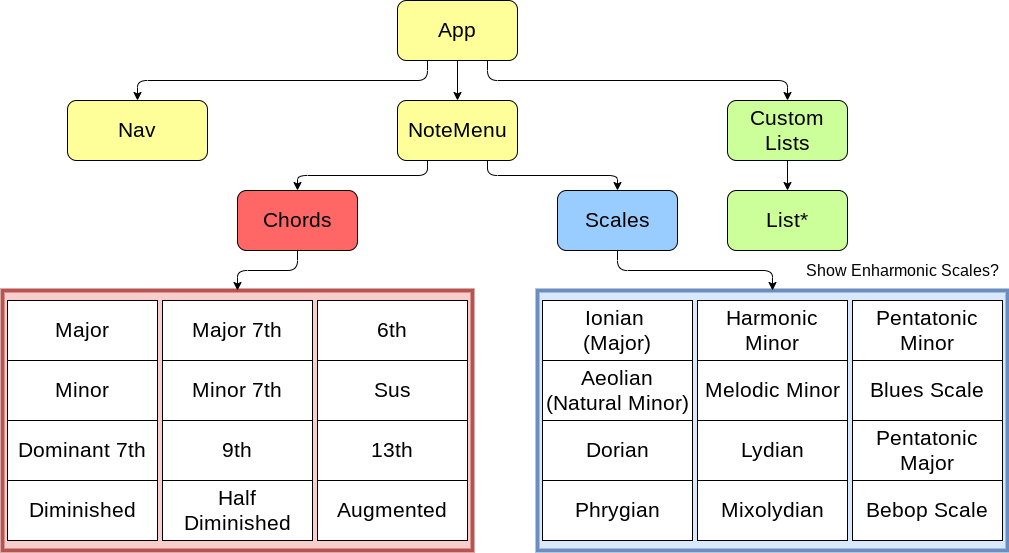 App
Nav
NoteMenu
Custom
Lists
Chords
Scales
List*
Show Enharmonic Scales?
Major
Minor
Dominant 7th
Diminished
Major 7th
Minor 7th
9th
Half
Diminished
6th
Sus
13th
Augmented
Ionian
(Major)
Aeolian
(Natural Minor)
Dorian
Phrygian
Harmonic
Minor
Melodic Minor
Lydian
Mixolydian
Pentatonic
Minor
Blues Scale
Pentatonic
Major
Bebop Scale